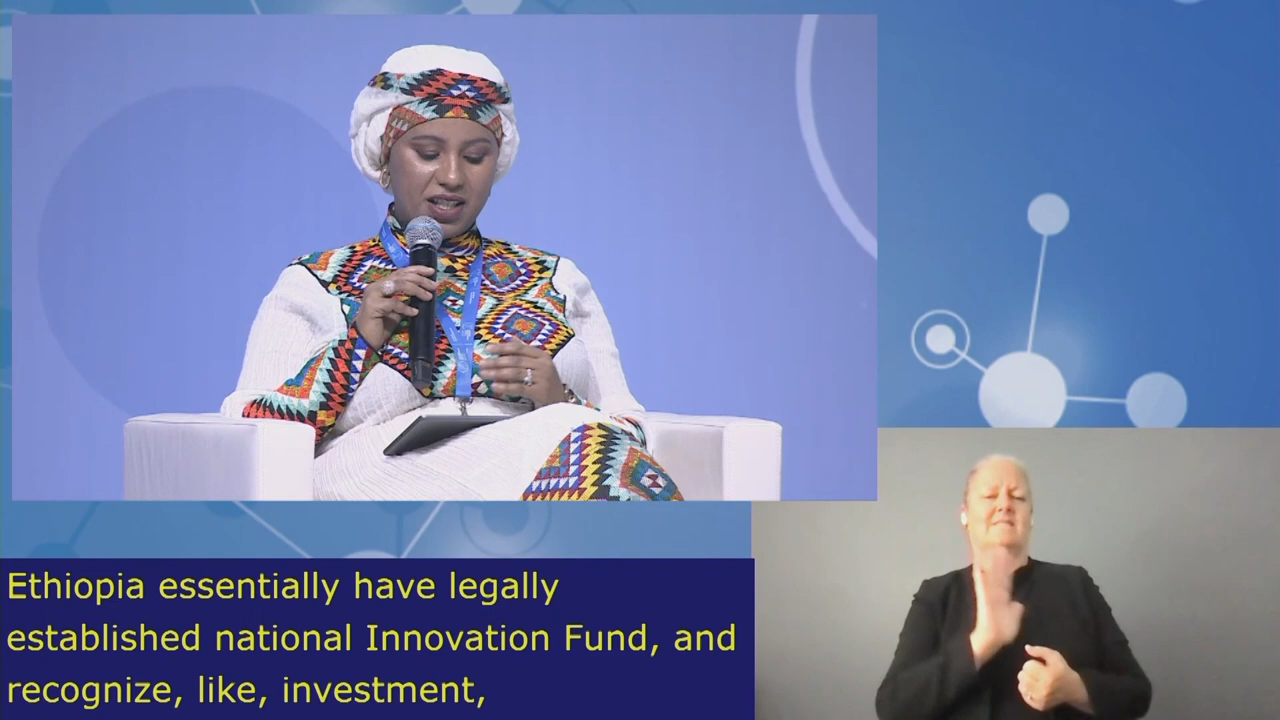 Ethiopia essentially have legally
established national Innovation Fund, and
recognize, like, investment,